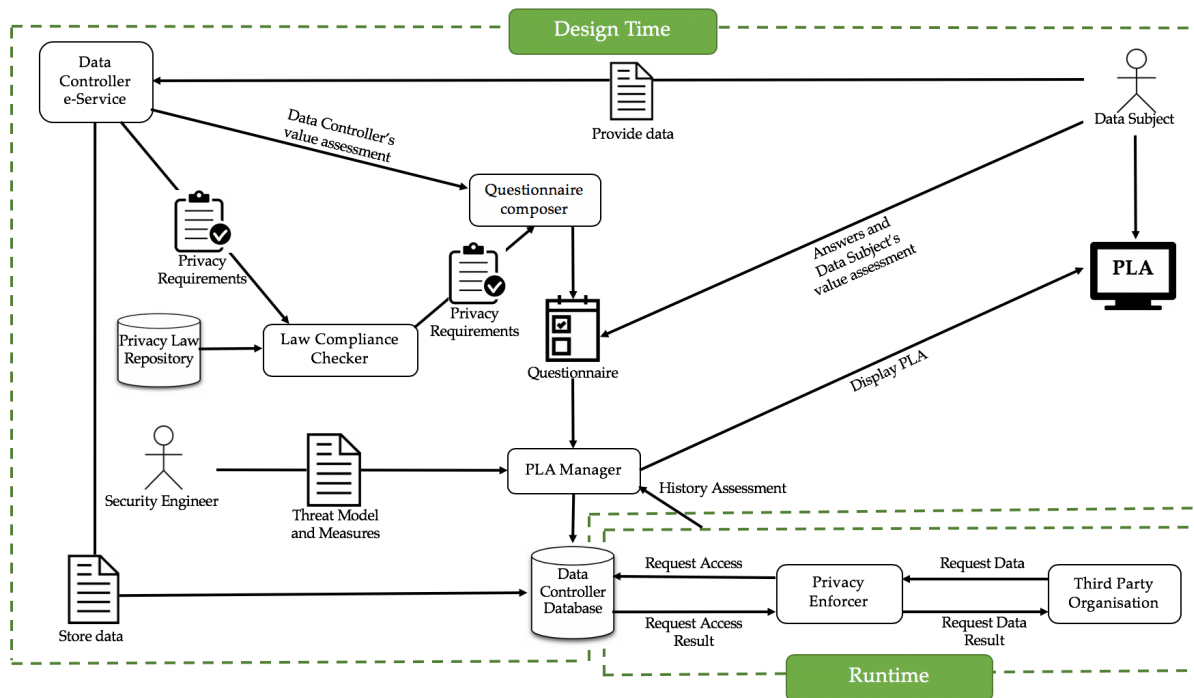 Design Time
Data
Controller
e-Service
Provide data
Data Subject
Data Controller's
value assessment
Questionnaire
composer
Privacy
Requirements
Privacy
Requirements
Answers and
Data Subject's
value assessment
PLA
Privacy Law
Repository
Law Compliance
Checker
Questionnaire
Display PLA
Security Engineer
Threat Model
and Measures
PLA Manager
History Assessment
Store data
Data
Controller
Database
Request Access
Request Access
Result
Privacy
Enforcer
Request Data
Request Data
Result
Third Party
Organisation
Runtime